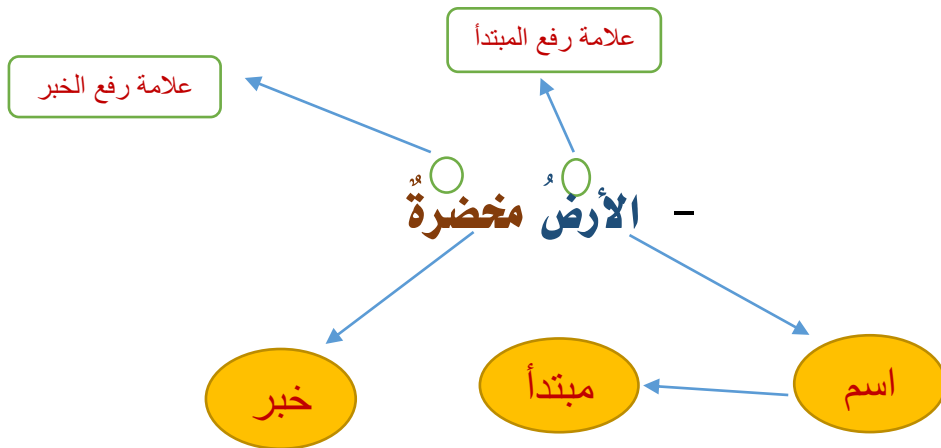 علامة رفع المبتدأ
علامة رفع الخبر
- الأرضُ مخضرةٌ
اسم
مبتدأ
خبر